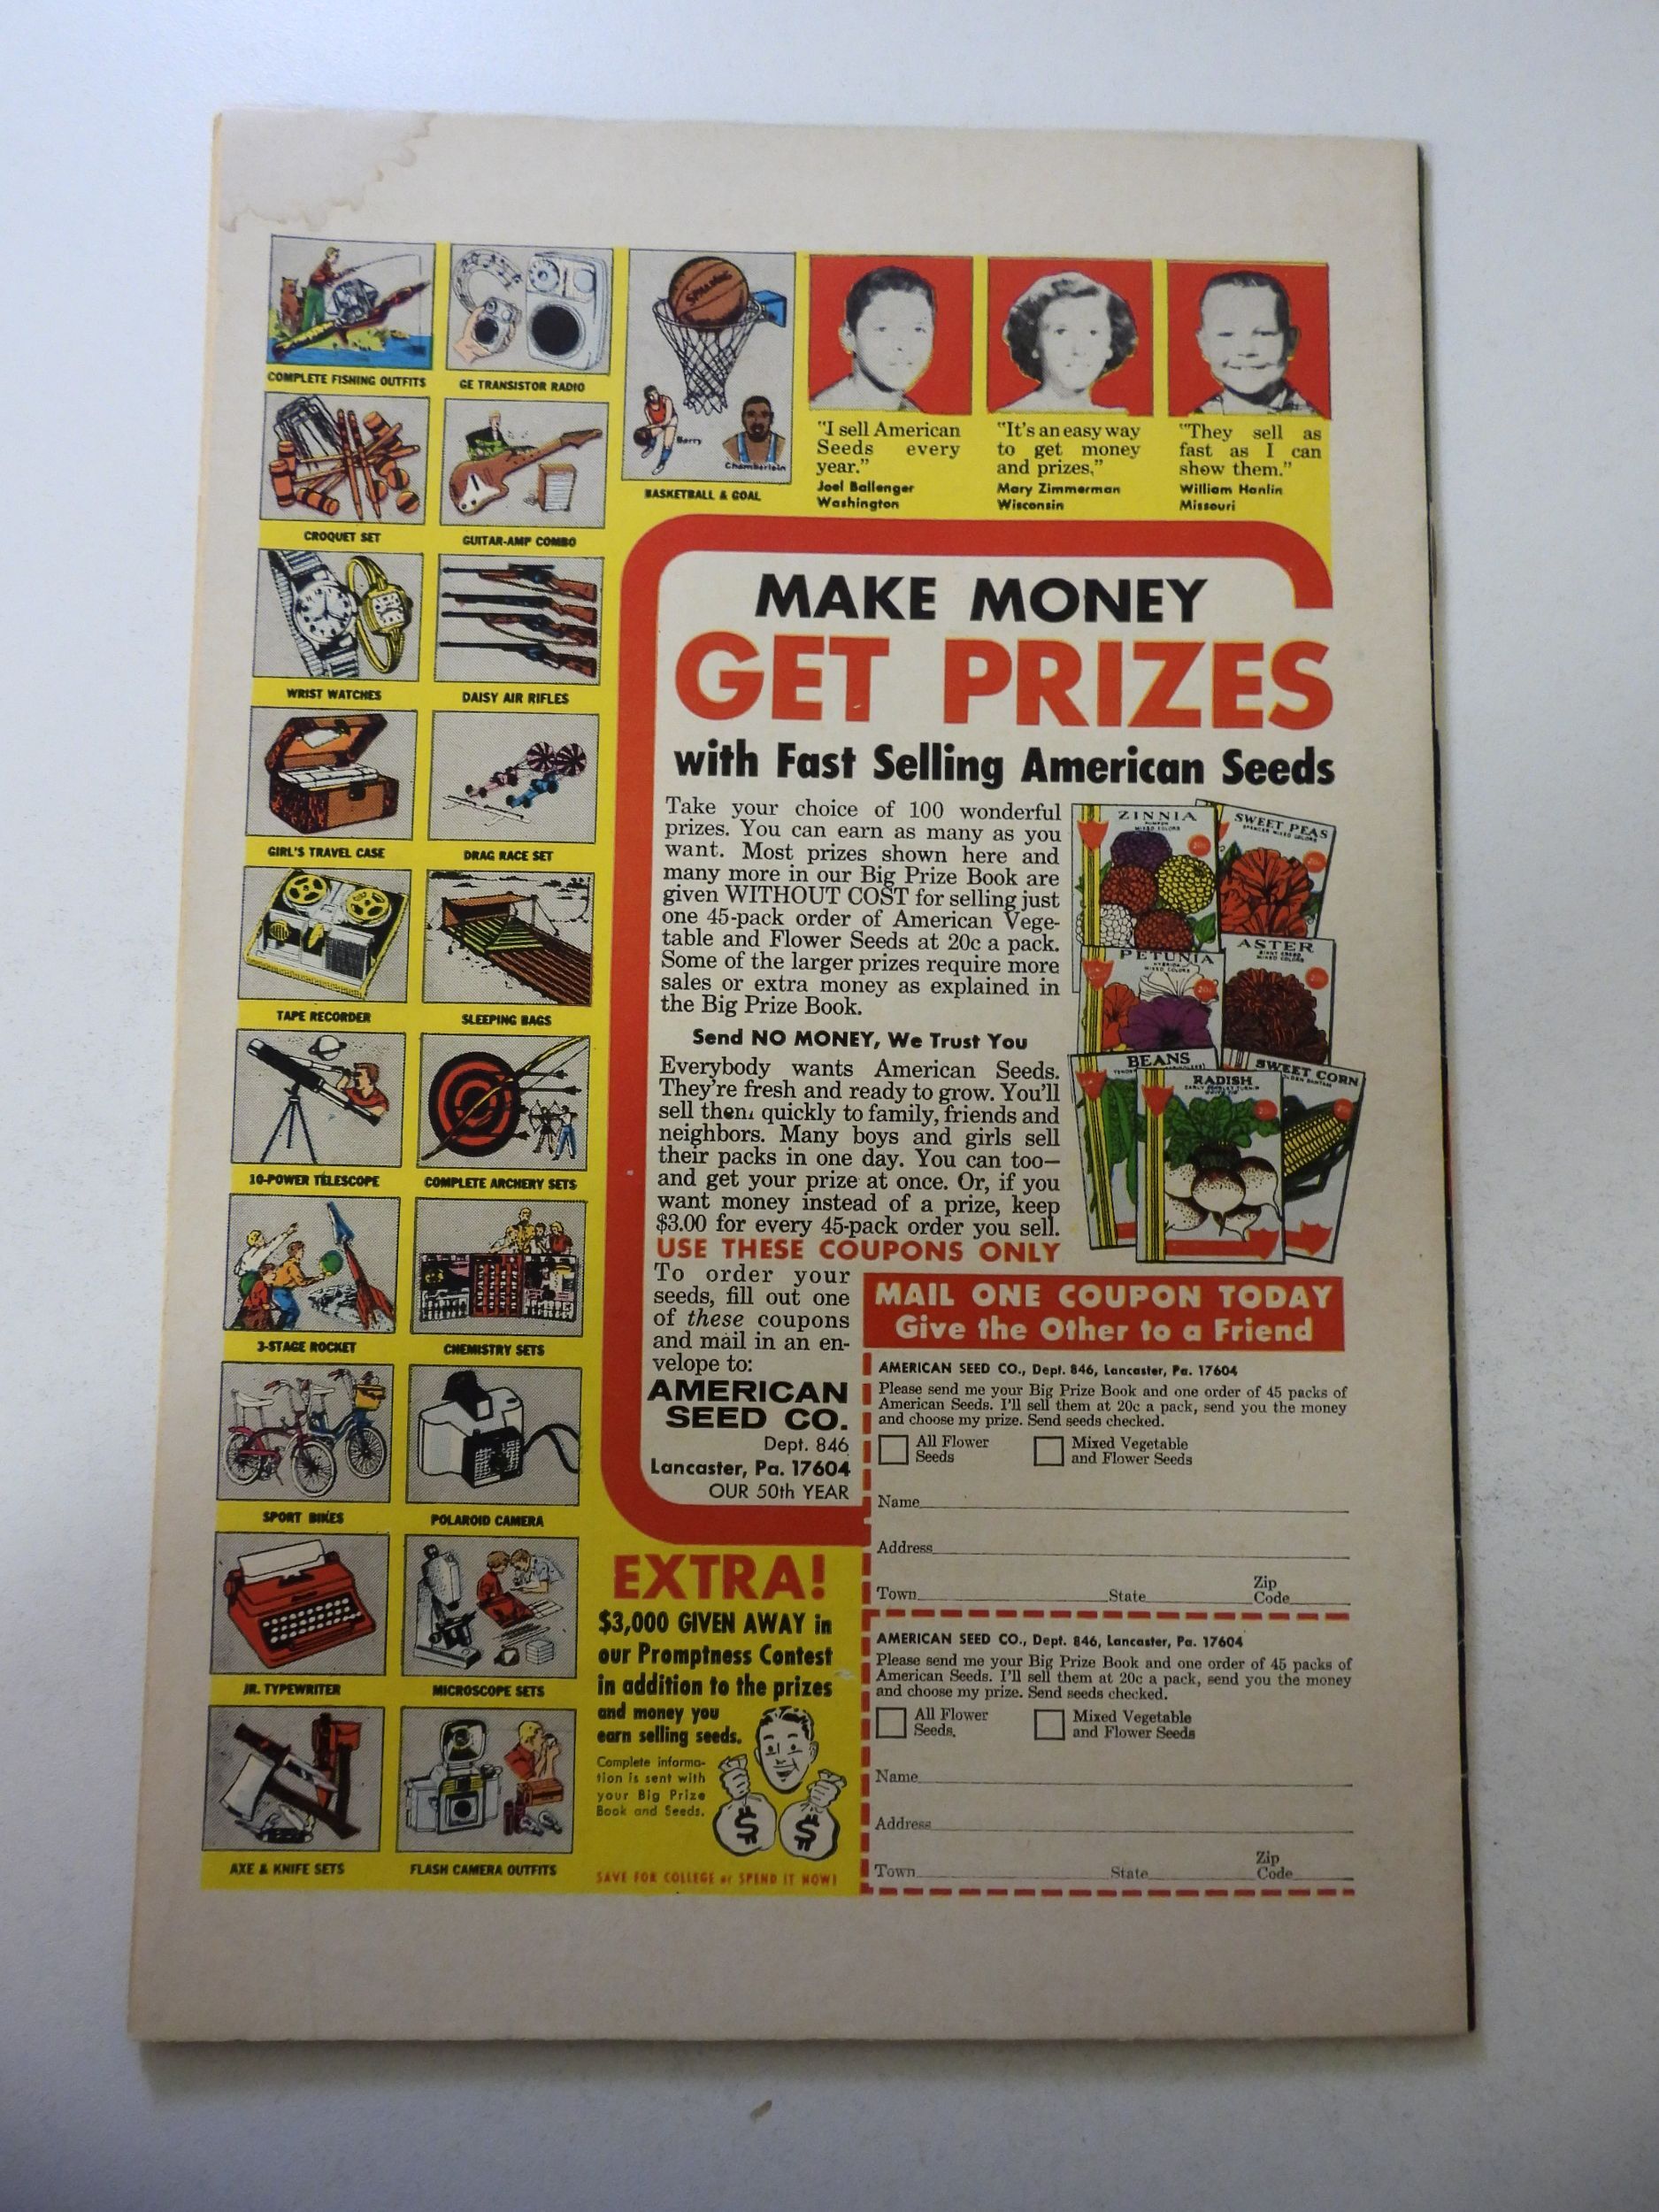 COMPLETE FISHING OUTFITS
GE TRANSISTOR RADIO
SPALDING
Barry
Chamberlain
BASKETBALL & GOAL
CROQUET SET
GUITAR-AMP COMBO
WRIST WATCHES
DAISY AIR RIFLES
GIRL'S TRAVEL CASE
DRAG RACE SET
TAPE RECORDER
SLEEPING BAGS
10-POWER TELESCOPE
COMPLETE ARCHERY SETS
3-STAGE ROCKET
CHEMISTRY SETS
SPORT BIKES
POLAROID CAMERA
JR. TYPEWRITER
MICROSCOPE SETS
AXE & KNIFE SETS
FLASH CAMERA OUTFITS
"I sell American
Seeds every
year."
Joel Ballenger
Washington
"It's an easy way
to get money
and prizes."
Mary Zimmerman
Wisconsin
"They sell as
fast as I can
show them."
William Hanlin
Missouri
MAKE MONEY
GET PRIZES
with Fast Selling American Seeds
Take your choice of 100 wonderful
prizes. You can earn as many as you
want. Most prizes shown here and
many more in our Big Prize Book are
given WITHOUT COST for selling just
one 45-pack order of American Vege-
table and Flower Seeds at 20c a pack.
Some of the larger prizes require more
sales or extra money as explained in
the Big Prize Book.
Send NO MONEY, We Trust You
Everybody wants American Seeds.
They're fresh and ready to grow. You'll
sell them quickly to family, friends and
neighbors. Many boys and girls sell
their packs in one day. You can too—
and get your prize at once. Or, if you
want money instead of a prize, keep
$3.00 for every 45-pack order you sell.
USE THESE COUPONS ONLY
To order your
seeds, fill out one
of these coupons
and mail in an en-
velope to:
AMERICAN
SEED CO.
Dept. 846
Lancaster, Pa. 17604
OUR 50th YEAR
ZINNIA
MIXED COLORS
20c
SWEET PEAS
SPENCER MIXED COLORS
20c
PETUNIA
MIXED COLORS
20c
ASTER
MIXED COLORS
20c
BEANS
RADISH
SWEET CORN
MAIL ONE COUPON TODAY
Give the Other to a Friend
AMERICAN SEED CO., Dept. 846, Lancaster, Pa. 17604
Please send me your Big Prize Book and one order of 45 packs of
American Seeds. I'll sell them at 20c a pack, send you the money
and choose my prize. Send seeds checked.
All Flower
Seeds
Mixed Vegetable
and Flower Seeds
Name
Address
Town State Zip Code
AMERICAN SEED CO., Dept. 846, Lancaster, Pa. 17604
Please send me your Big Prize Book and one order of 45 packs of
American Seeds. I'll sell them at 20c a pack, send you the money
and choose my prize. Send seeds checked.
All Flower
Seeds.
Mixed Vegetable
and Flower Seeds
Name
Address
Town State Zip Code
EXTRA!
$3,000 GIVEN AWAY in
our Promptness Contest
in addition to the prizes
and money you
earn selling seeds.
Complete informa-
tion is sent with
your Big Prize
Book and Seeds.
$ $
SAVE FOR COLLEGE or SPEND IT NOW!